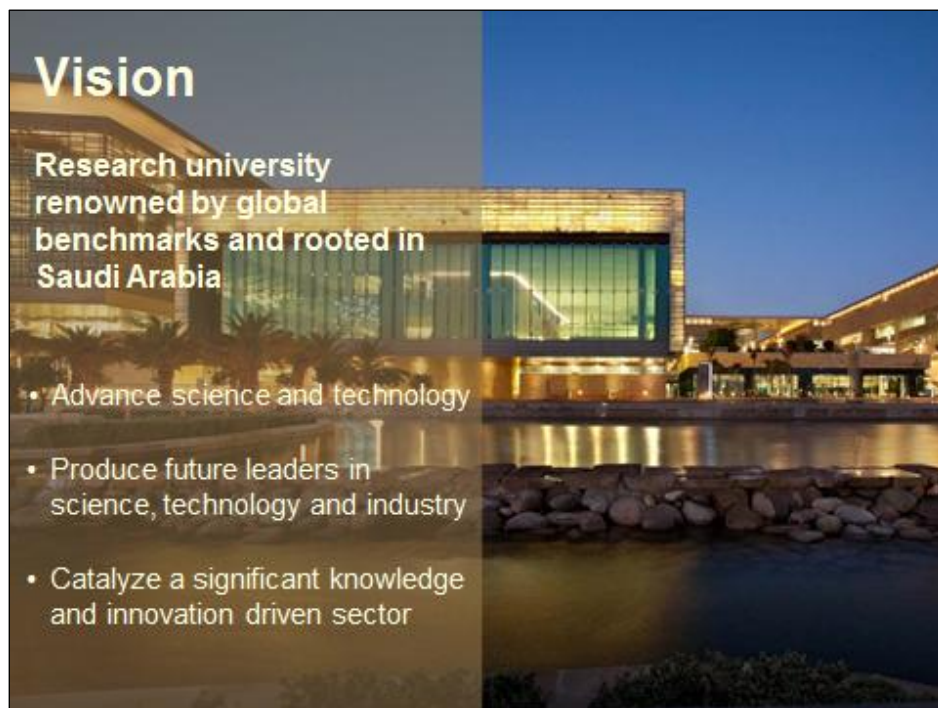 Vision
Research university
renowned by global
benchmarks and rooted in
Saudi Arabia
• Advance science and technology
• Produce future leaders in
science, technology and industry
• Catalyze a significant knowledge
and innovation driven sector